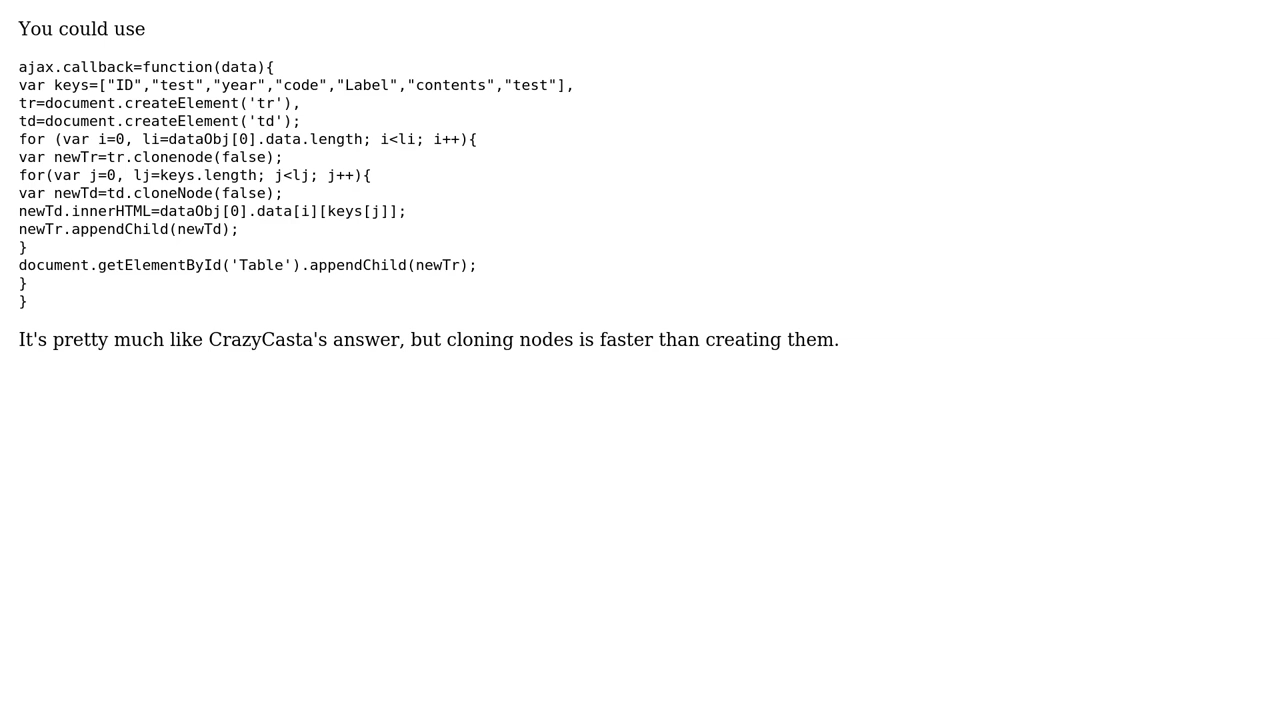 You could use
ajax.callback=function(data){
var keys=["ID","test","year","code","Label","contents","test"],
tr=document.createElement('tr'),
td=document.createElement('td');
for (var i=0, li=dataObj[0].data.length; i<li; i++){
var newTr=tr.clonenode(false);
for(var j=0, lj=keys.length; j<lj; j++){
var newTd=td.cloneNode(false);
newTd.innerHTML=dataObj[0].data[i][keys[j]];
newTr.appendChild(newTd);
}
document.getElementById('Table').appendChild(newTr);
}
}
It's pretty much like CrazyCasta's answer, but cloning nodes is faster than creating them.